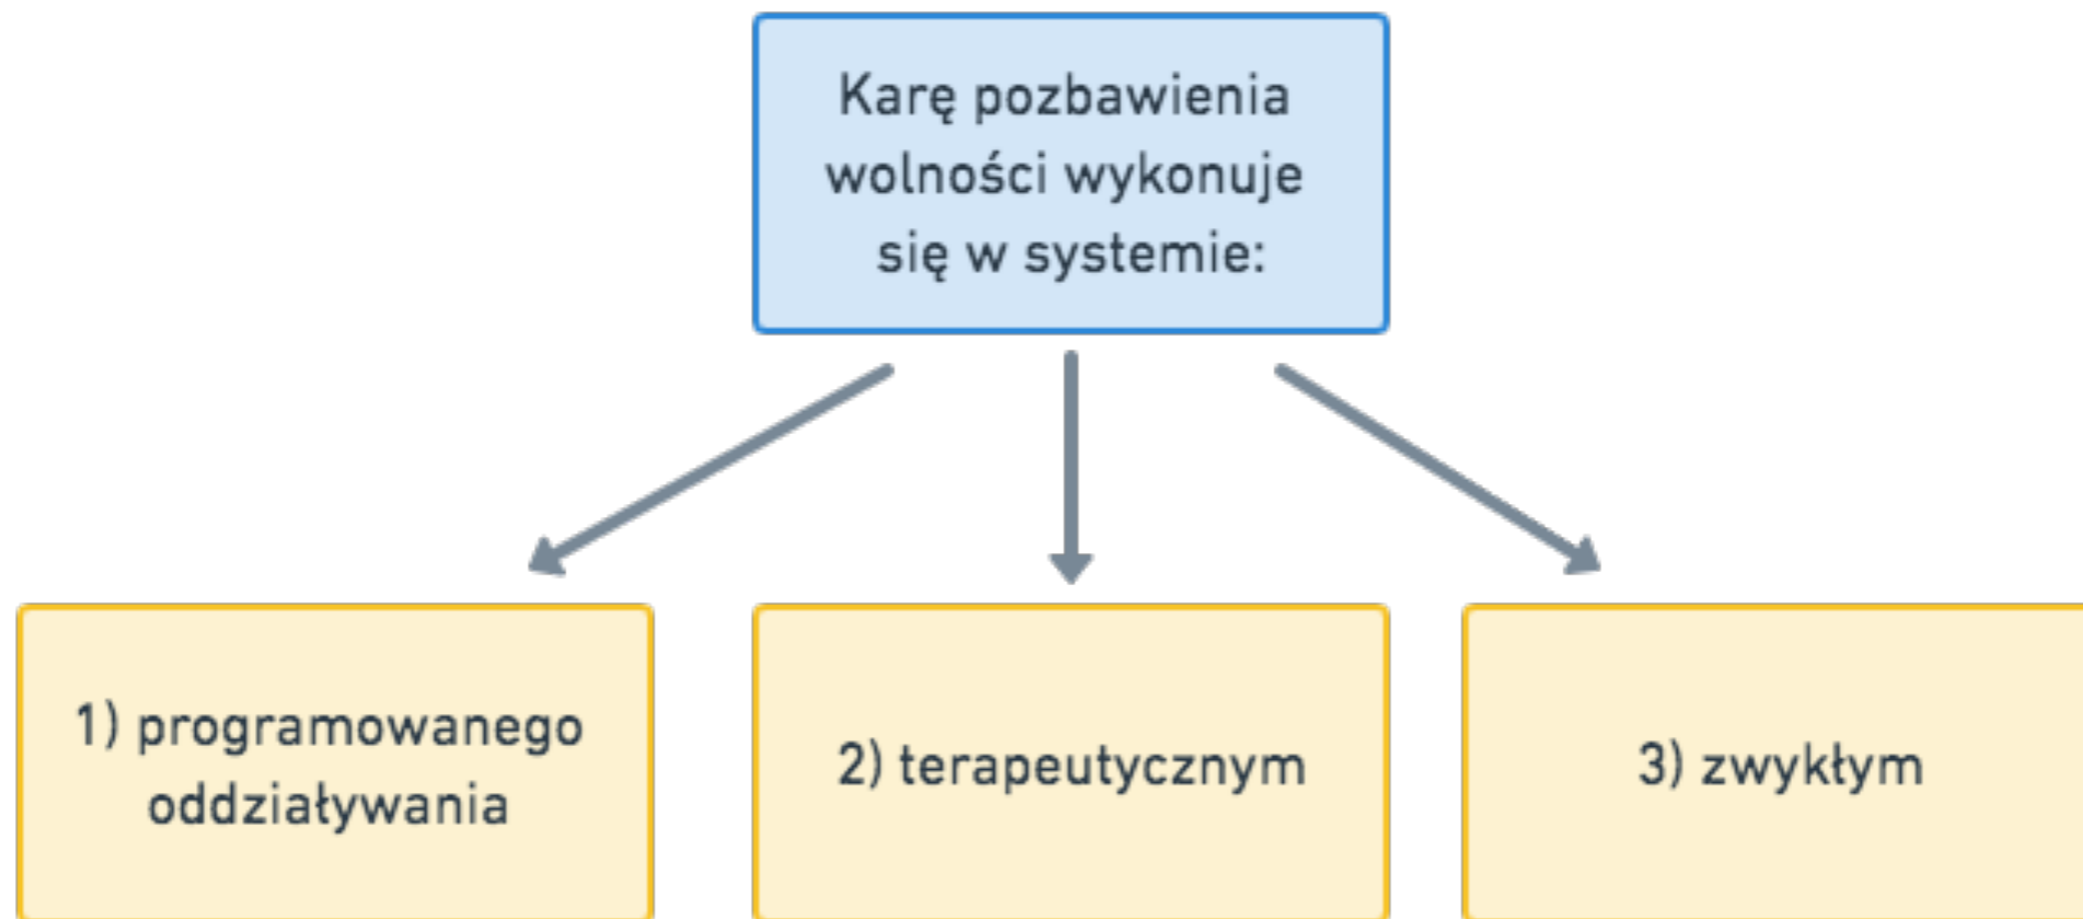 Karę pozbawienia
wolności wykonuje
się w systemie:
1) programowanego
oddziaływania
2) terapeutycznym
3) zwykłym